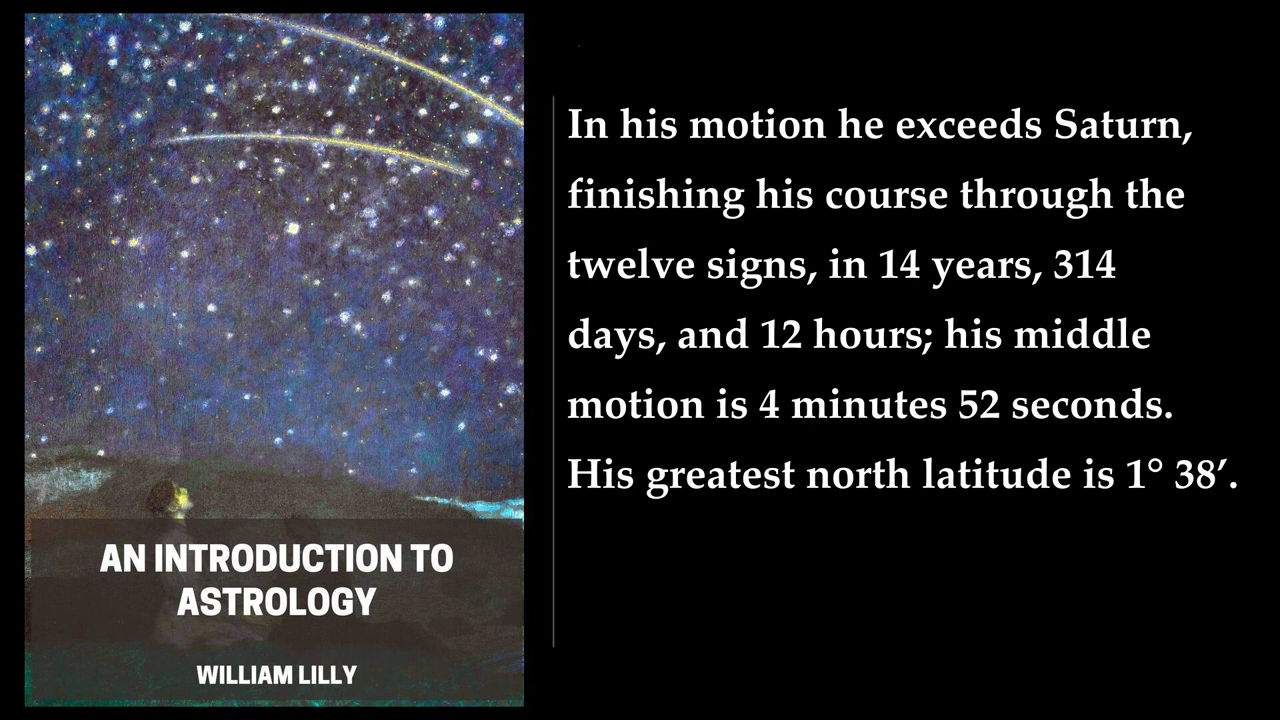 In his motion he exceeds Saturn,
finishing his course through the
twelve signs, in 14 years, 314
days, and 12 hours; his middle
motion is 4 minutes 52 seconds.
His greatest north latitude is 1° 38′.
AN INTRODUCTION TO
ASTROLOGY
WILLIAM LILLY